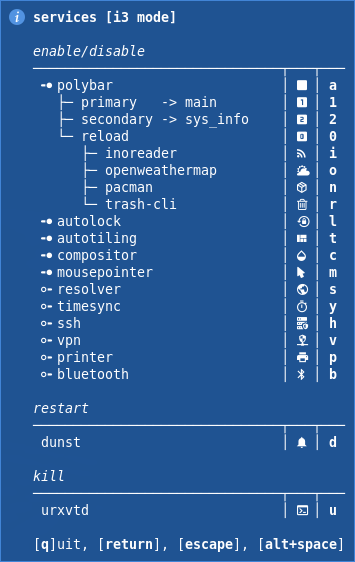 services [i3 mode]
enable/disable
polybar a
├─ primary -> main 1
├─ secondary -> sys_info 2
└─ reload 0
├─ inoreader i
├─ openweathermap o
├─ pacman n
└─ trash-cli r
autolock l
autotiling t
compositor c
mousepointer m
resolver s
timesync y
ssh h
vpn v
printer p
bluetooth b
restart
dunst d
kill
urxvtd u
[q]uit, [return], [escape], [alt+space]